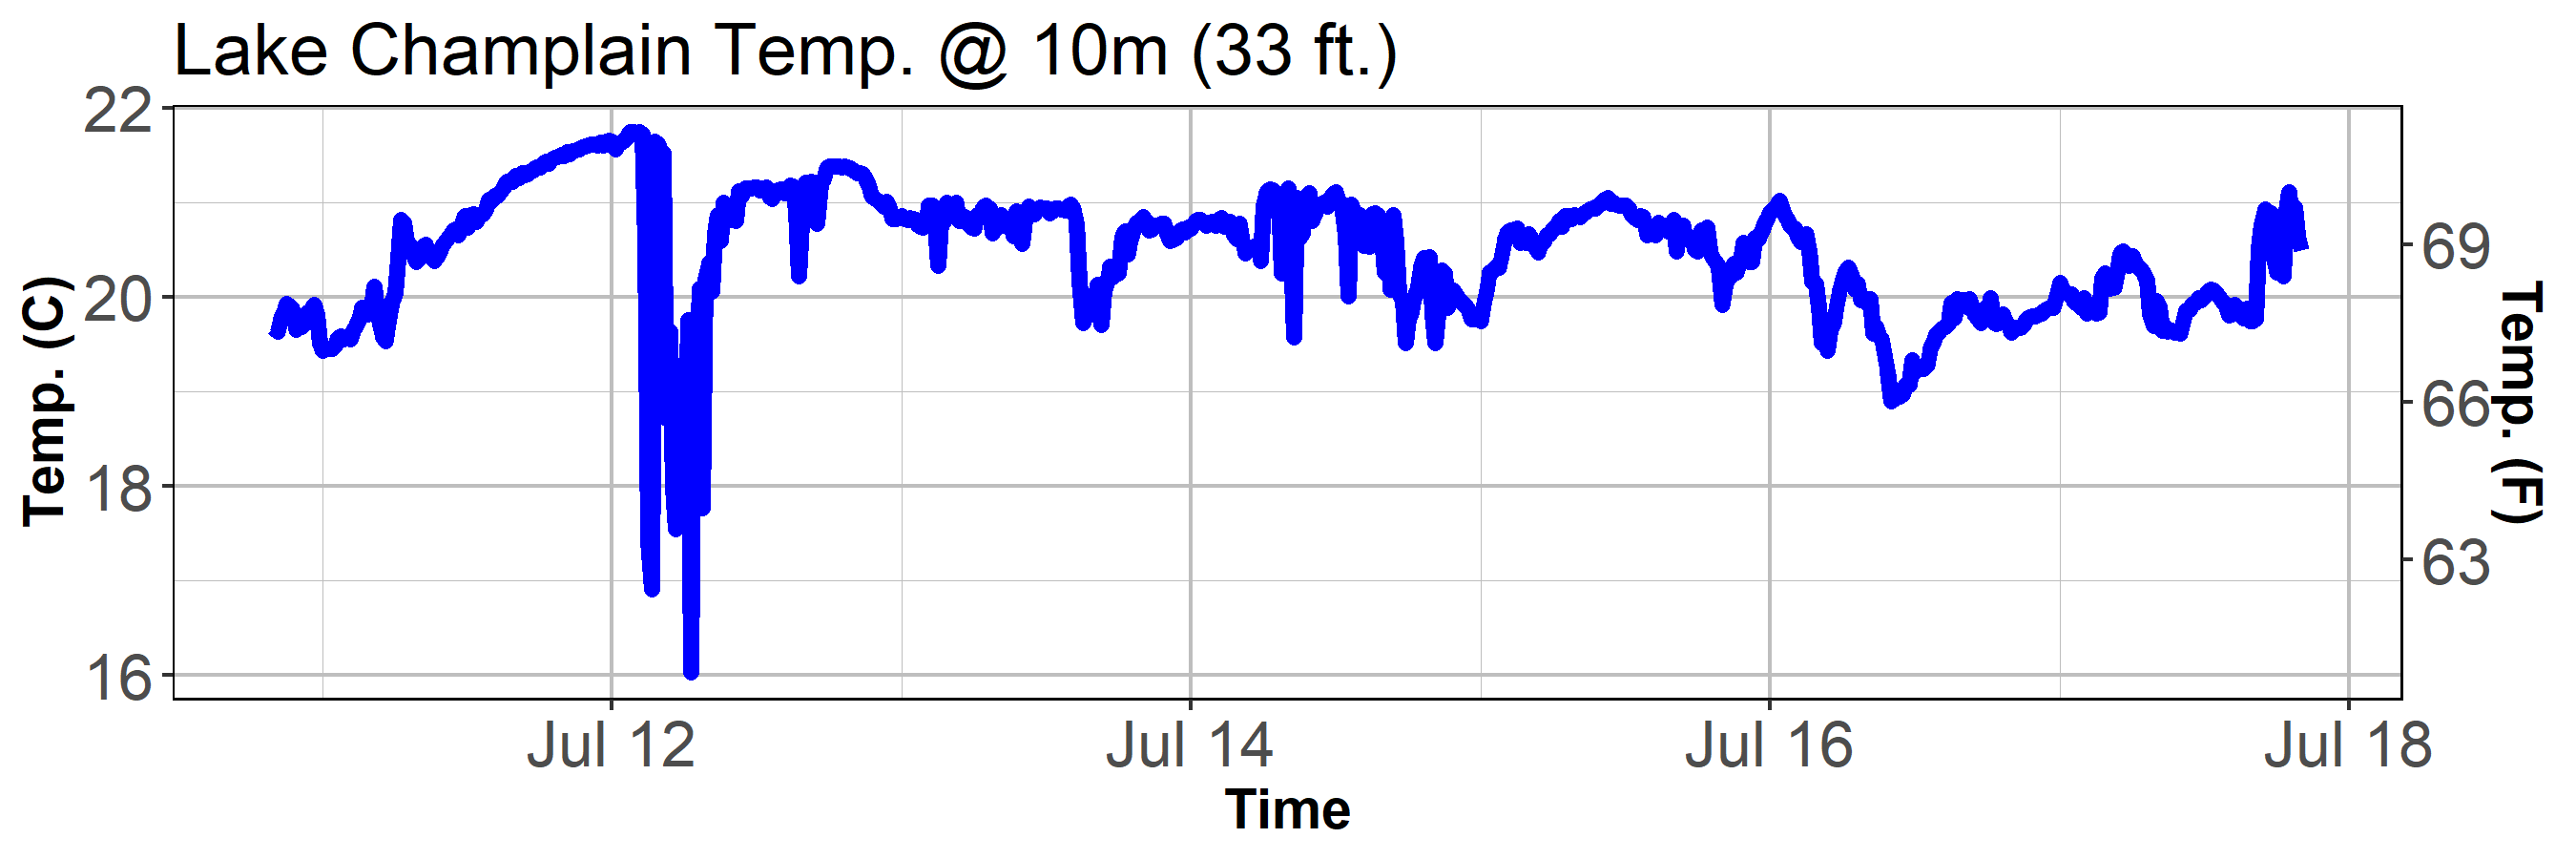 Lake Champlain Temp. @ 10m (33 ft.)
22
20
18
16
Temp. (C)
69
66
63
Temp. (F)
Jul 12
Jul 14
Jul 16
Jul 18
Time